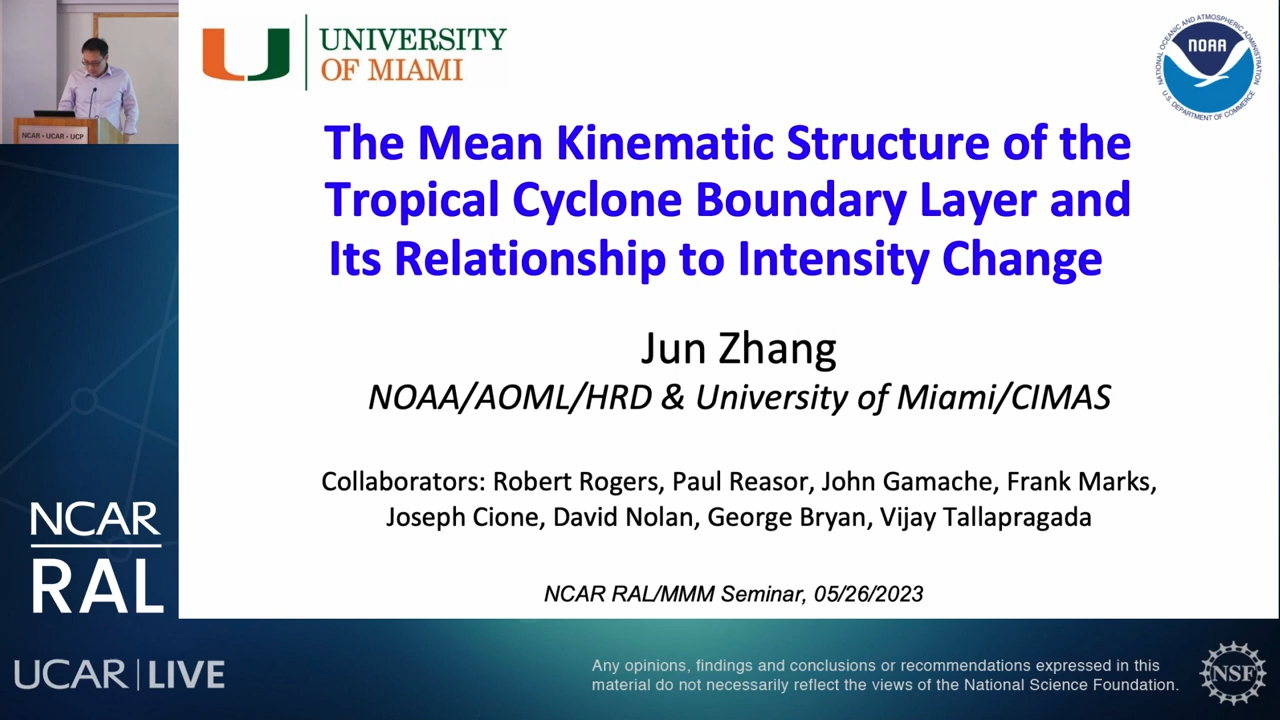 UNIVERSITY
OF MIAMI
NATIONAL OCEANIC AND ATMOSPHERIC ADMINISTRATION
NOAA
U.S. DEPARTMENT OF COMMERCE
NCAR • UCAR • UCP
The Mean Kinematic Structure of the
Tropical Cyclone Boundary Layer and
Its Relationship to Intensity Change
Jun Zhang
NOAA/AOML/HRD & University of Miami/CIMAS
Collaborators: Robert Rogers, Paul Reasor, John Gamache, Frank Marks,
Joseph Cione, David Nolan, George Bryan, Vijay Tallapragada
NCAR RAL/MMM Seminar, 05/26/2023
NCAR
RAL
UCAR | LIVE
Any opinions, findings and conclusions or recommendations expressed in this
material do not necessarily reflect the views of the National Science Foundation.
NSF